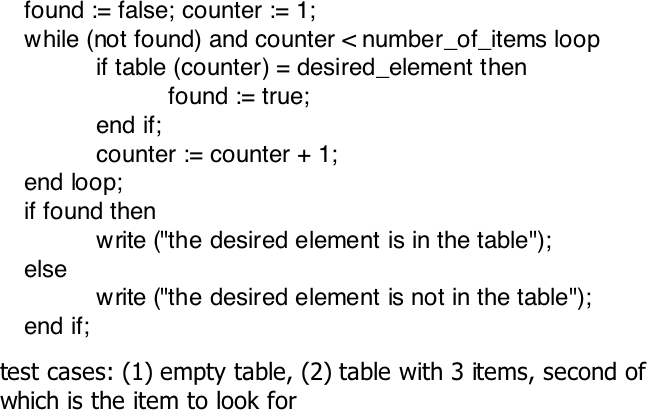 found := false; counter := 1;
while (not found) and counter < number_of_items loop
if table (counter) = desired_element then
found := true;
end if;
counter := counter + 1;
end loop;
if found then
write ("the desired element is in the table");
else
write ("the desired element is not in the table");
end if;
test cases: (1) empty table, (2) table with 3 items, second of
which is the item to look for